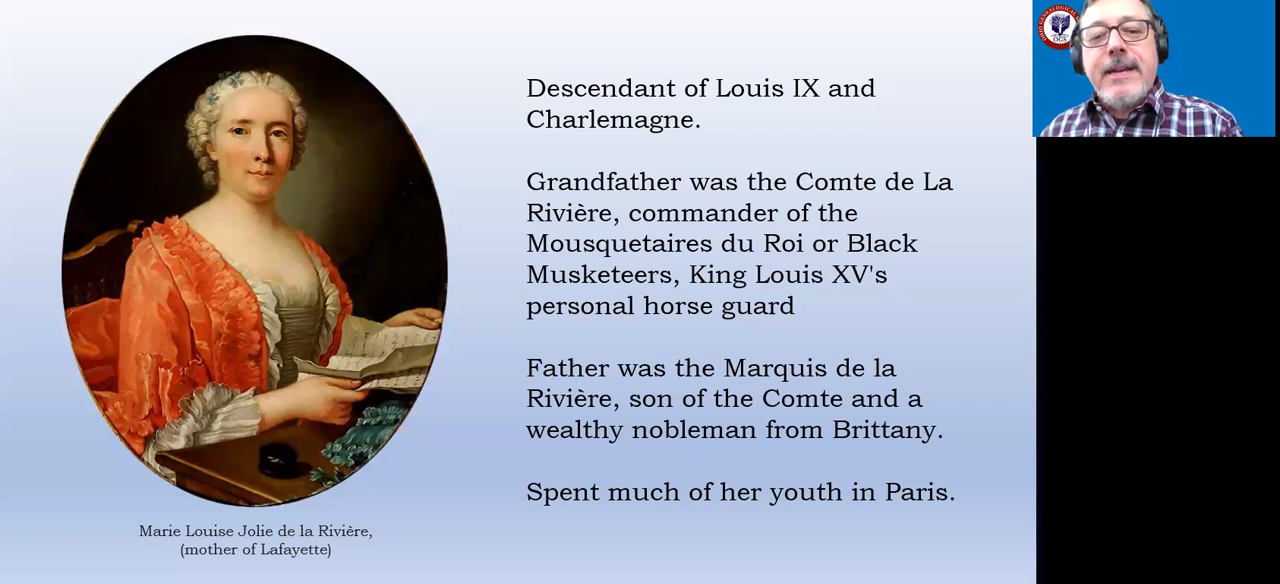 Descendant of Louis IX and
Charlemagne.
Grandfather was the Comte de La
Rivière, commander of the
Mousquetaires du Roi or Black
Musketeers, King Louis XV's
personal horse guard
Father was the Marquis de la
Rivière, son of the Comte and a
wealthy nobleman from Brittany.
Spent much of her youth in Paris.
Marie Louise Jolie de la Rivière,
(mother of Lafayette)
OGS